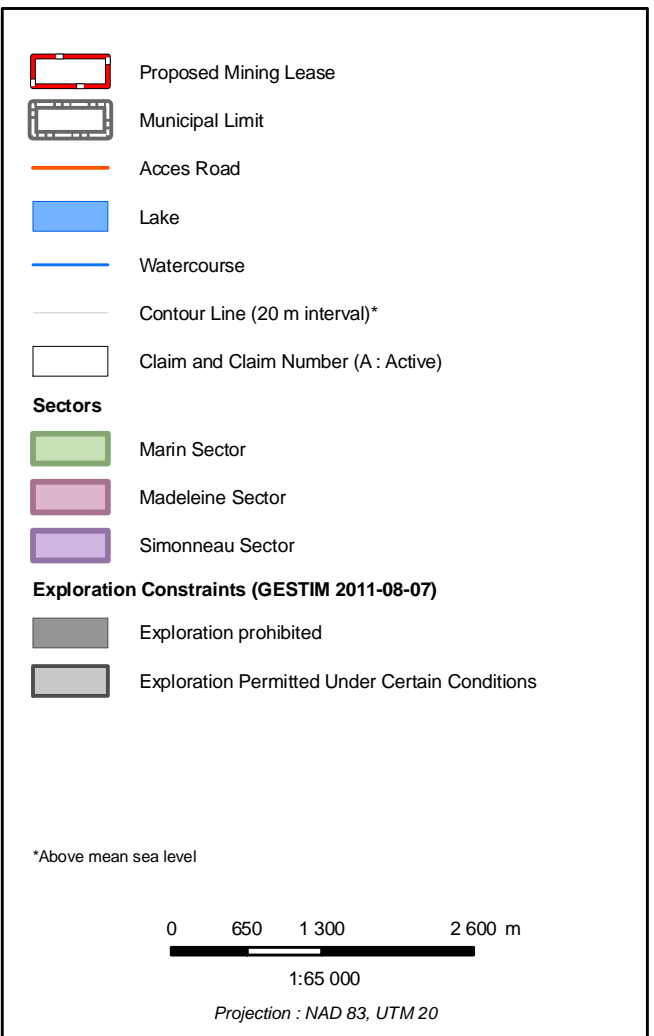 Proposed Mining Lease
Municipal Limit
Acces Road
Lake
Watercourse
Contour Line (20 m interval)*
Claim and Claim Number (A : Active)
Sectors
Marin Sector
Madeleine Sector
Simonneau Sector
Exploration Constraints (GESTIM 2011-08-07)
Exploration prohibited
Exploration Permitted Under Certain Conditions
*Above mean sea level
0 650 1 300 2 600 m
1:65 000
Projection : NAD 83, UTM 20